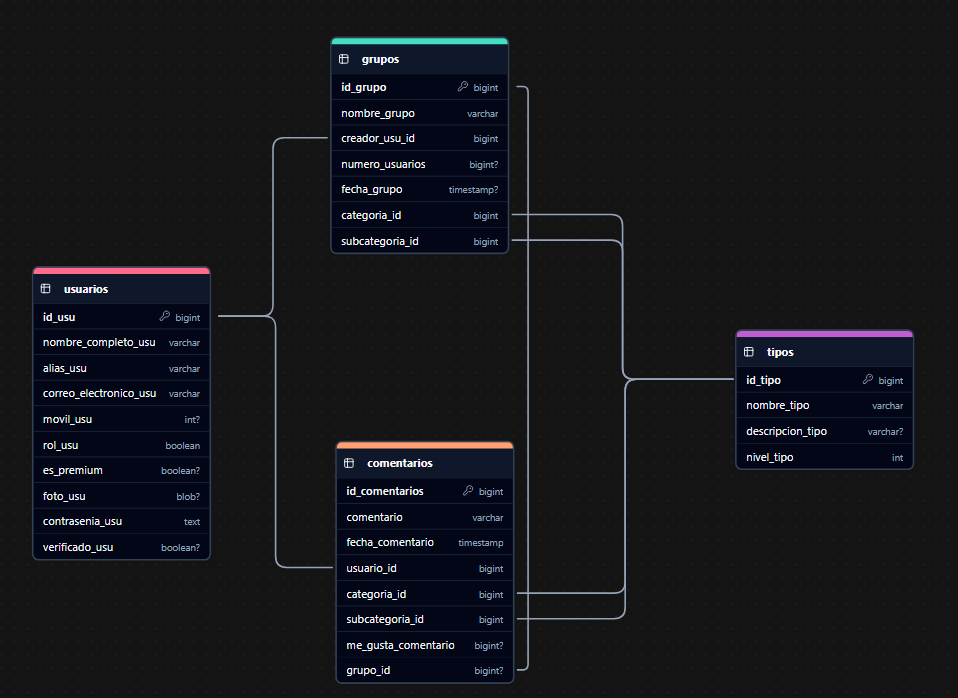 grupos
id_grupo bigint
nombre_grupo varchar
creador_usu_id bigint
numero_usuarios bigint?
fecha_grupo timestamp?
categoria_id bigint
subcategoria_id bigint
usuarios
id_usu bigint
nombre_completo_usu varchar
alias_usu varchar
correo_electronico_usu varchar
movil_usu int?
rol_usu boolean
es_premium boolean?
foto_usu blob?
contrasenia_usu text
verificado_usu boolean?
comentarios
id_comentarios bigint
comentario varchar
fecha_comentario timestamp
usuario_id bigint
categoria_id bigint
subcategoria_id bigint
me_gusta_comentario bigint?
grupo_id bigint?
tipos
id_tipo bigint
nombre_tipo varchar
descripcion_tipo varchar?
nivel_tipo int